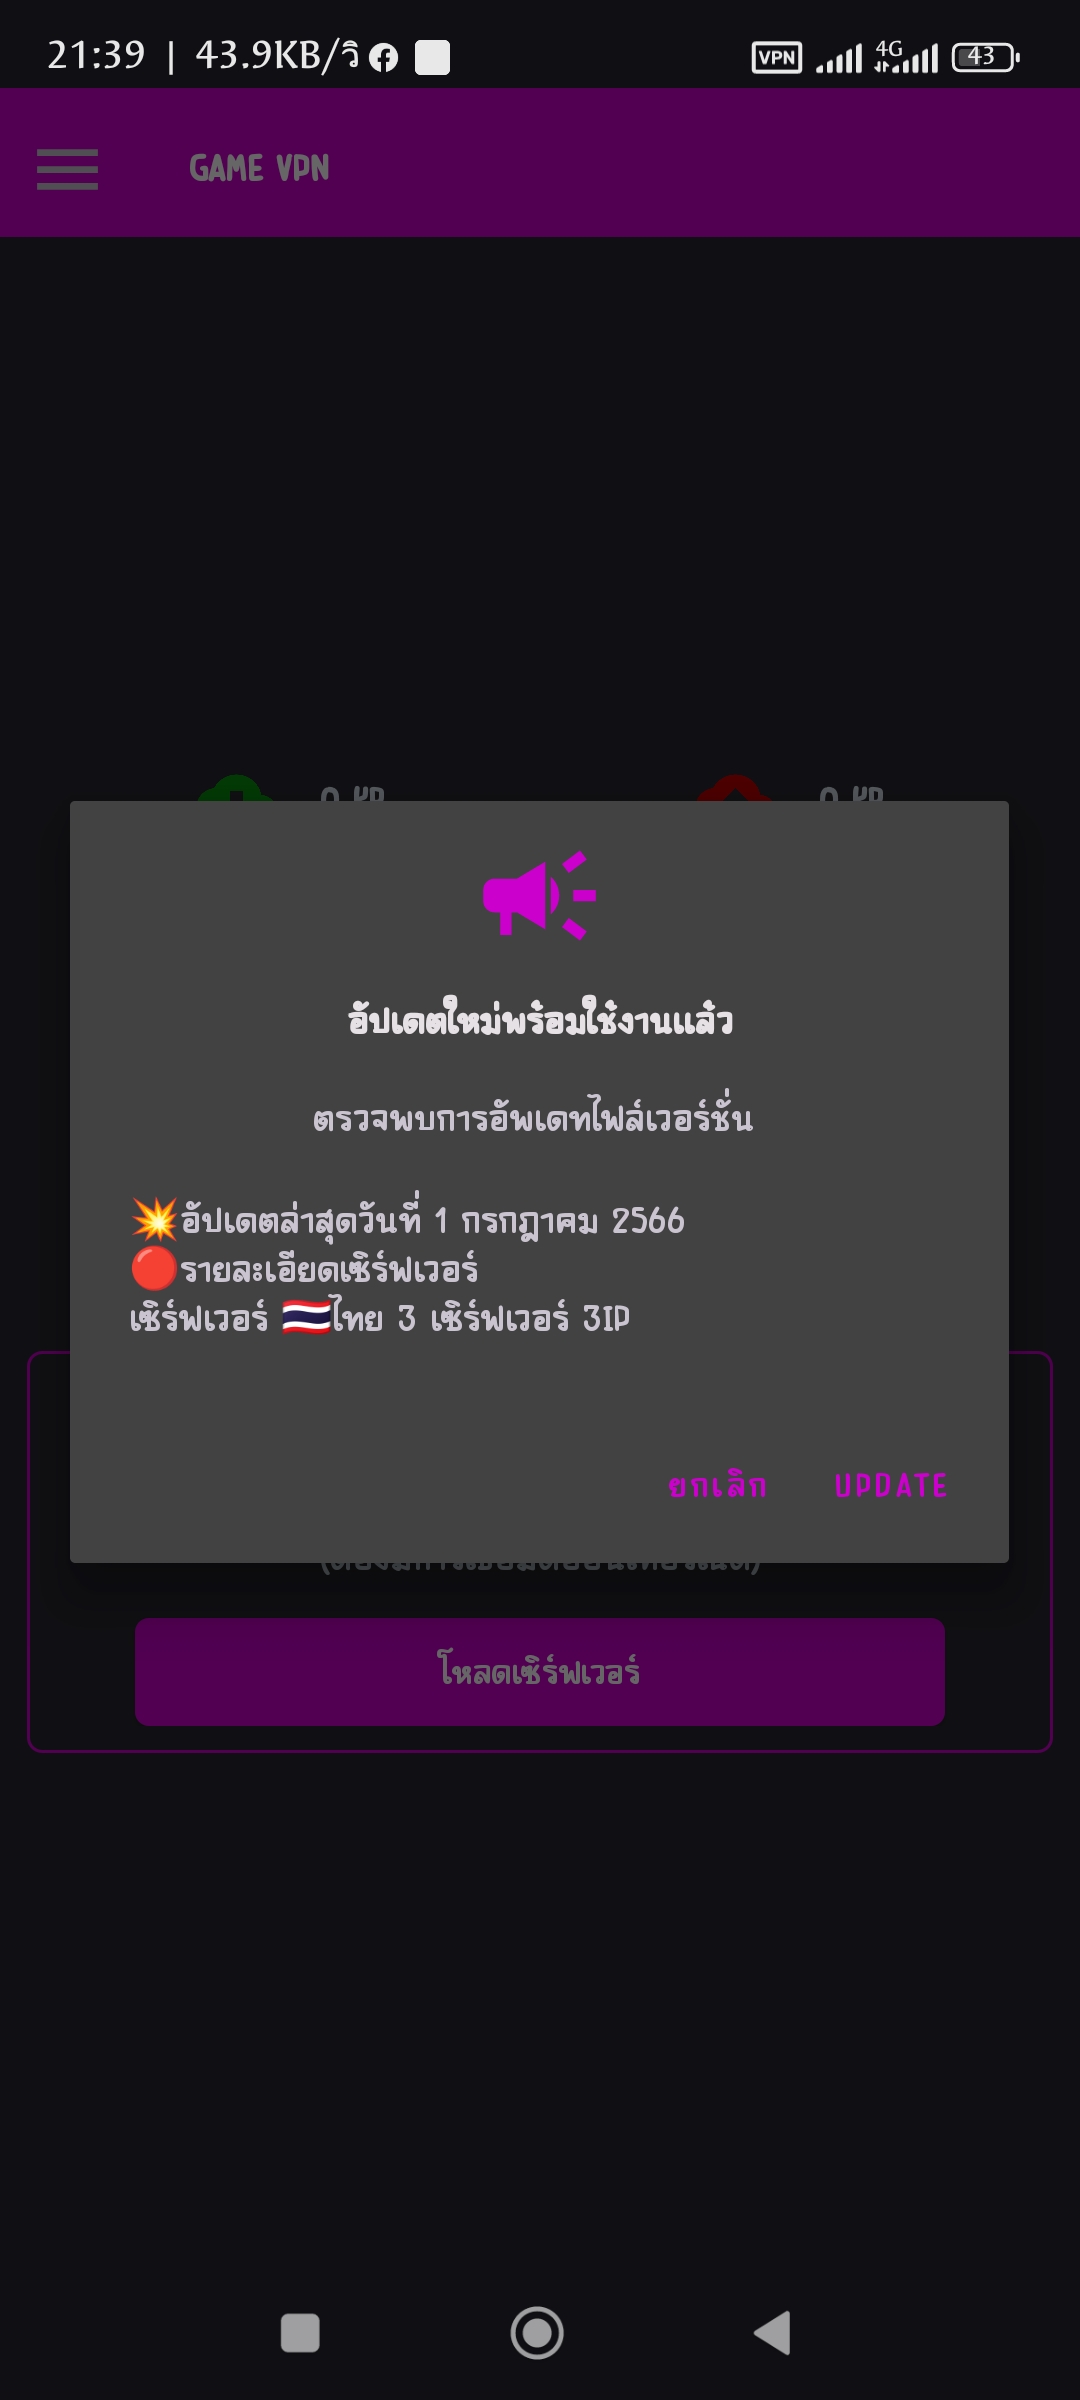 21:39 | 43.9KB/วิ
VPN 4G 43
GAME VPN
อัปเดตใหม่พร้อมใช้งานแล้ว
ตรวจพบการอัพเดทไฟล์เวอร์ชั่น
💥อัปเดตล่าสุดวันที่ 1 กรกฎาคม 2566
🔴รายละเอียดเซิร์ฟเวอร์
เซิร์ฟเวอร์ 🇹🇭ไทย 3 เซิร์ฟเวอร์ 3IP
ยกเลิก UPDATE
โหลดเซิร์ฟเวอร์